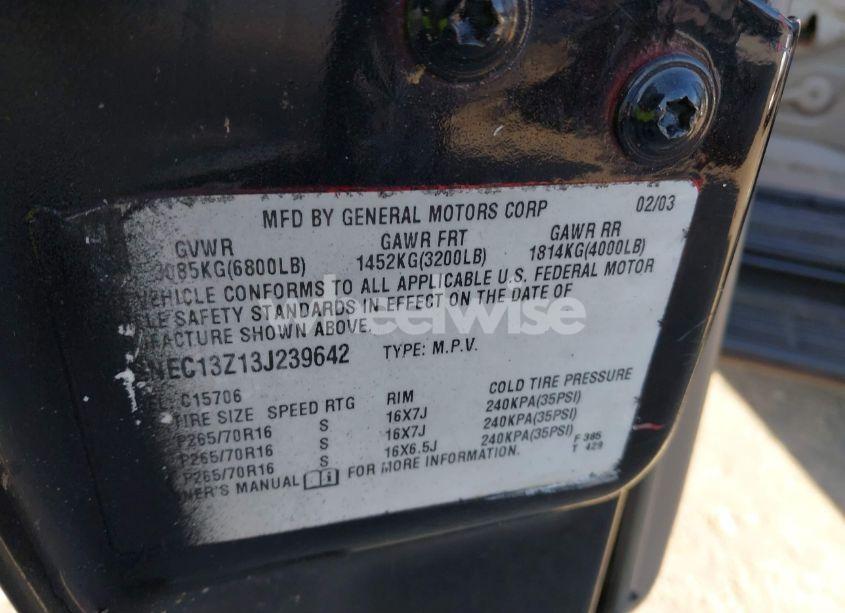 MFD BY GENERAL MOTORS CORP 02/03
GVWR GAWR FRT GAWR RR
3085KG(6800LB) 1452KG(3200LB) 1814KG(4000LB)
VEHICLE CONFORMS TO ALL APPLICABLE U.S. FEDERAL MOTOR
LE SAFETY STANDARDS IN EFFECT ON THE DATE OF
FACTURE SHOWN ABOVE.
NEC13Z13J239642 TYPE: M.P.V.
C15706
TIRE SIZE SPEED RTG RIM COLD TIRE PRESSURE
P265/70R16 S 16X7J 240KPA(35PSI)
P265/70R16 S 16X7J 240KPA(35PSI)
P265/70R16 S 16X6.5J 240KPA(35PSI)
NER'S MANUAL FOR MORE INFORMATION.
F 385
T 429
wheelwise